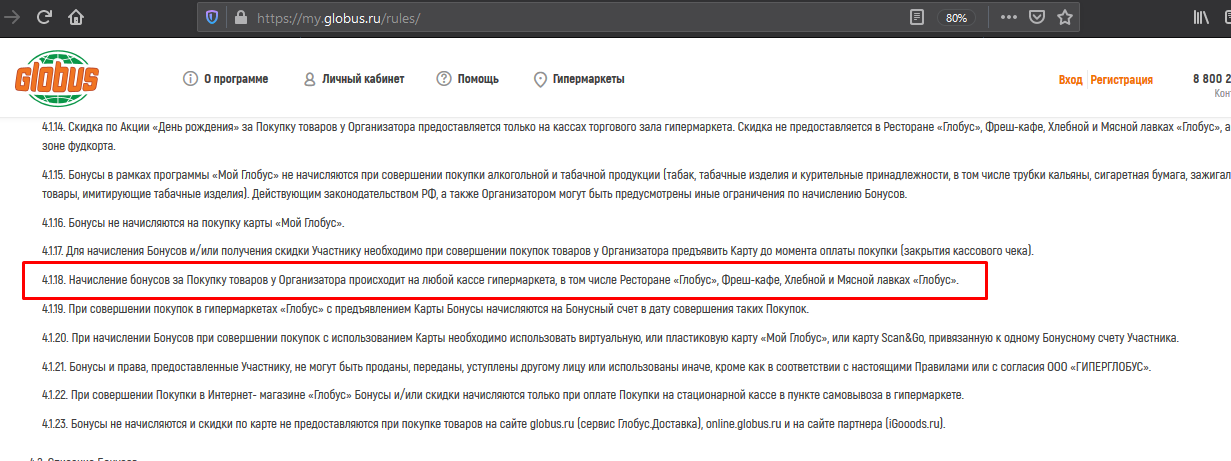 https://my.globus.ru/rules/
80%
Globus
О программе
Личный кабинет
Помощь
Гипермаркеты
Вход
Регистрация
8 800 2
4.1.14. Скидка по Акции «День рождения» за Покупку товаров у Организатора предоставляется только на кассах торгового зала гипермаркета. Скидка не предоставляется в Ресторане «Глобус», Фреш-кафе, Хлебной и Мясной лавках «Глобус», а
зоне фудкорта.
4.1.15. Бонусы в рамках программы «Мой Глобус» не начисляются при совершении покупки алкогольной и табачной продукции (табак, табачные изделия и курительные принадлежности, в том числе трубки кальяны, сигаретная бумага, зажигал
товары, имитирующие табачные изделия). Действующим законодательством РФ, а также Организатором могут быть предусмотрены иные ограничения по начислению Бонусов.
4.1.16. Бонусы не начисляются на покупку карты «Мой Глобус».
4.1.17. Для начисления Бонусов и/или получения скидки Участнику необходимо при совершении покупок товаров у Организатора предъявить Карту до момента оплаты покупки (закрытия кассового чека).
4.1.18. Начисление бонусов за Покупку товаров у Организатора происходит на любой кассе гипермаркета, в том числе Ресторане «Глобус», Фреш-кафе, Хлебной и Мясной лавках «Глобус».
4.1.19. При совершении покупок в гипермаркетах «Глобус» с предъявлением Карты Бонусы начисляются на Бонусный счет в дату совершения таких Покупок.
4.1.20. При начислении Бонусов при совершении покупок с использованием Карты необходимо использовать виртуальную, или пластиковую карту «Мой Глобус», или карту Scan&Go, привязанную к одному Бонусному счету Участника.
4.1.21. Бонусы и права, предоставленные Участнику, не могут быть проданы, переданы, уступлены другому лицу или использованы иначе, кроме как в соответствии с настоящими Правилами или с согласия ООО «ГИПЕРГЛОБУС».
4.1.22. При совершении Покупки в Интернет- магазине «Глобус» Бонусы и/или скидки начисляются только при оплате Покупки на стационарной кассе в пункте самовывоза в гипермаркете.
4.1.23. Бонусы не начисляются и скидки по карте не предоставляются при покупке товаров на сайте globus.ru (сервис Глобус.Доставка), online.globus.ru и на сайте партнера (iGooods.ru).